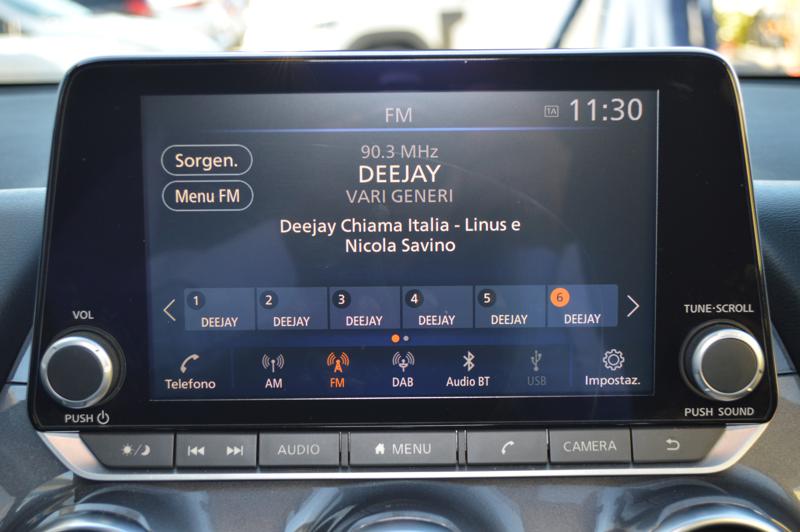 FM
TA 11:30
Sorgen.
Menu FM
90.3 MHz
DEEJAY
VARI GENERI
Deejay Chiama Italia - Linus e
Nicola Savino
1 DEEJAY
2 DEEJAY
3 DEEJAY
4 DEEJAY
5 DEEJAY
6 DEEJAY
VOL
TUNE·SCROLL
Telefono
AM
FM
DAB
Audio BT
USB
Impostaz.
PUSH
PUSH SOUND
AUDIO
MENU
CAMERA